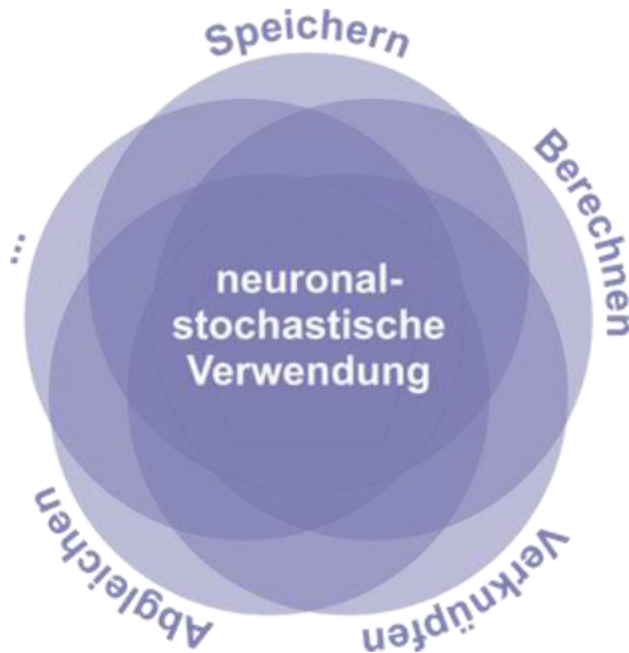 Speichern
Berechnen
...
neuronal-
stochastische
Verwendung
Abgleichen
Verknüpfen